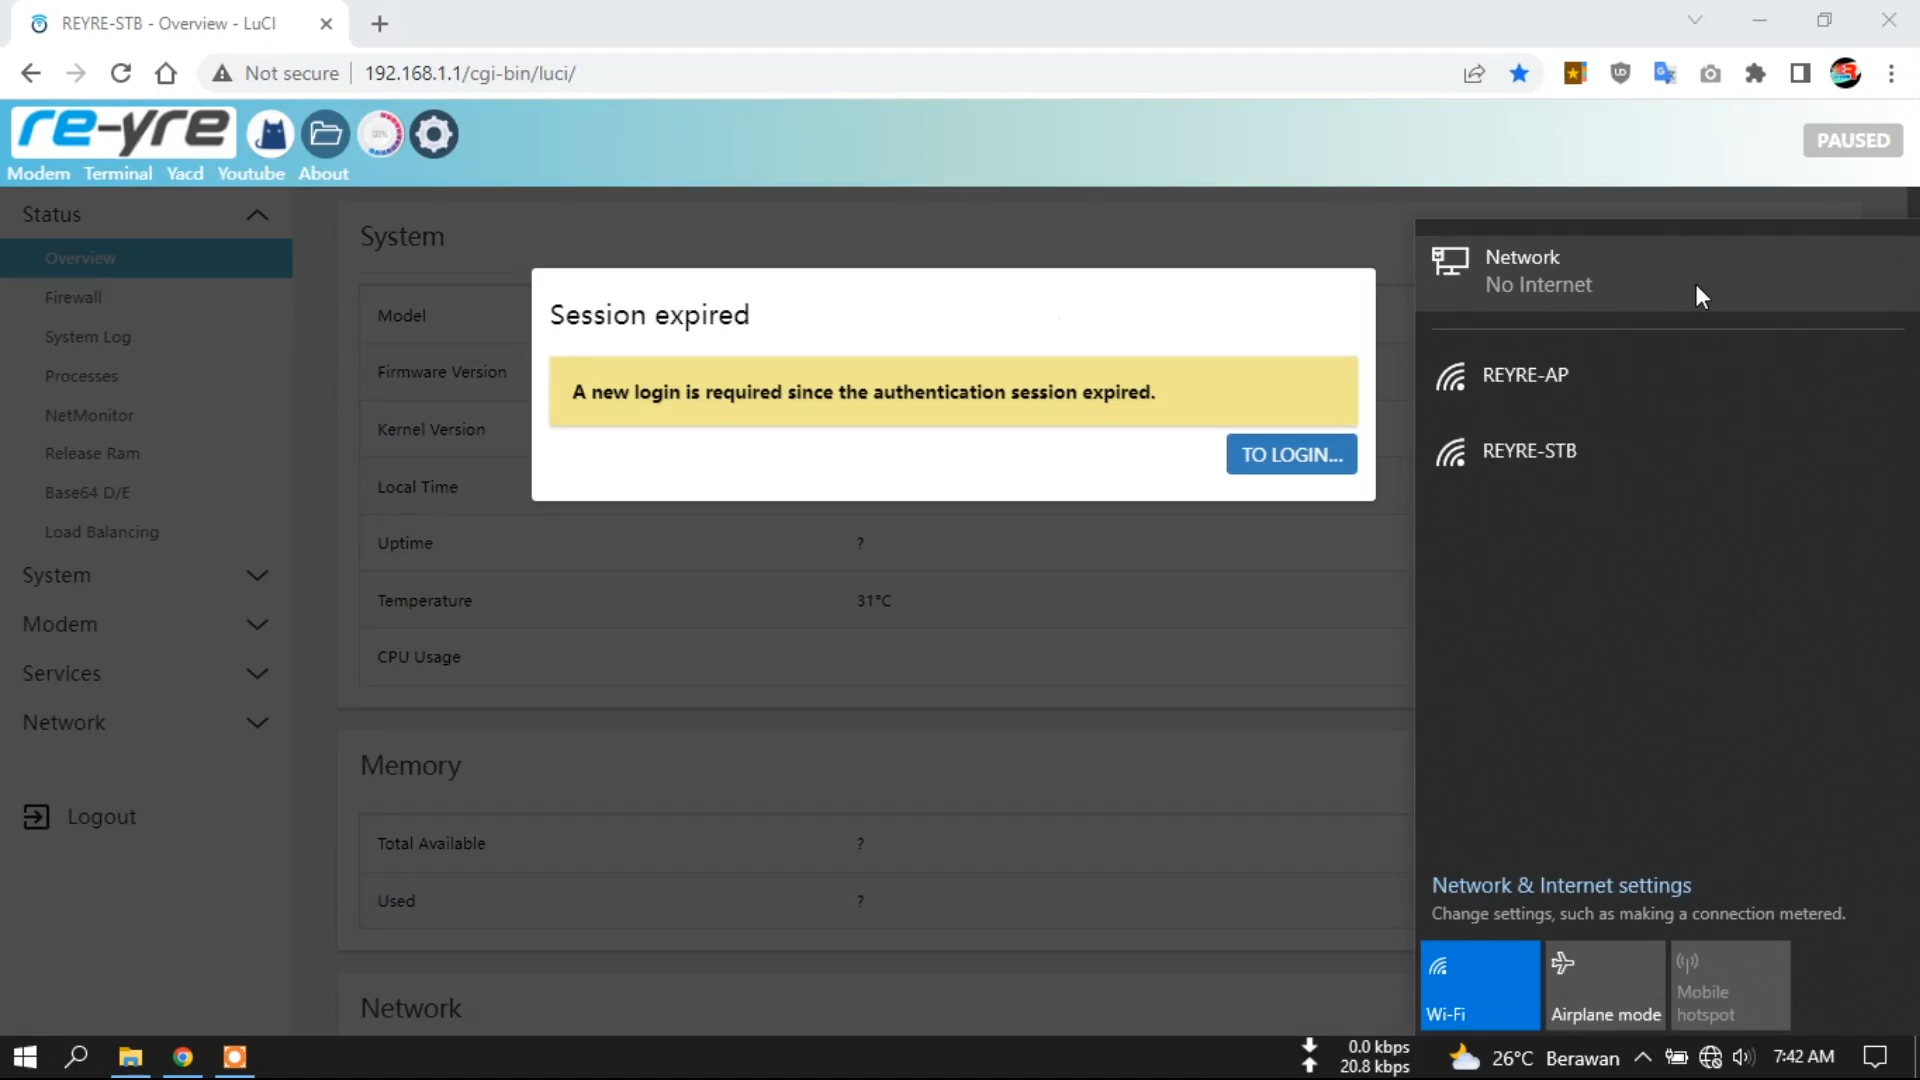 REYRE-STB - Overview - LuCI
Not secure
192.168.1.1/cgi-bin/luci/
re-yre
100%
PAUSED
Modem Terminal Yacd Youtube About
Status
Overview
Firewall
System Log
Processes
NetMonitor
Release Ram
Base64 D/E
Load Balancing
System
Modem
Services
Network
Logout
System
Model
Firmware Version
Kernel Version
Local Time
Uptime ?
Temperature 31°C
CPU Usage
Memory
Total Available ?
Used ?
Network
Session expired
A new login is required since the authentication session expired.
TO LOGIN...
Network
No Internet
REYRE-AP
REYRE-STB
Network & Internet settings
Change settings, such as making a connection metered.
Wi-Fi
Airplane mode
Mobile
hotspot
0.0 kbps
20.8 kbps
26°C Berawan
7:42 AM